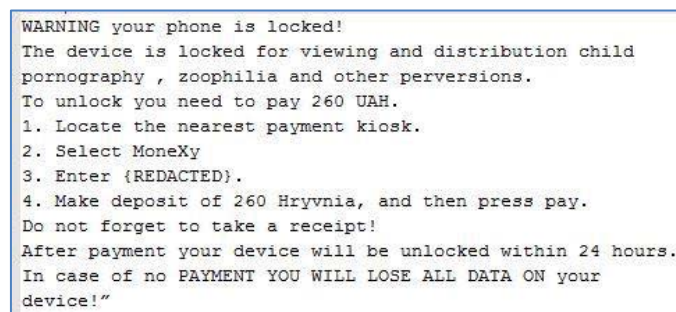 WARNING your phone is locked!
The device is locked for viewing and distribution child
pornography , zoophilia and other perversions.
To unlock you need to pay 260 UAH.
1. Locate the nearest payment kiosk.
2. Select MoneXy
3. Enter {REDACTED}.
4. Make deposit of 260 Hryvnia, and then press pay.
Do not forget to take a receipt!
After payment your device will be unlocked within 24 hours.
In case of no PAYMENT YOU WILL LOSE ALL DATA ON your
device!”